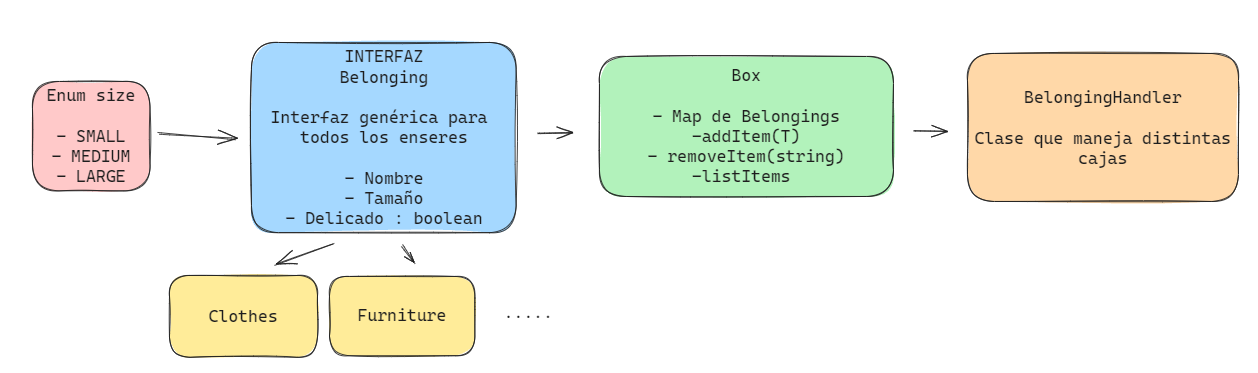 Enum size
- SMALL
- MEDIUM
- LARGE
INTERFAZ
Belonging
Interfaz genérica para
todos los enseres
- Nombre
- Tamaño
- Delicado : boolean
Box
- Map de Belongings
-addItem(T)
- removeItem(string)
-listItems
BelongingHandler
Clase que maneja distintas
cajas
Clothes
Furniture
.....